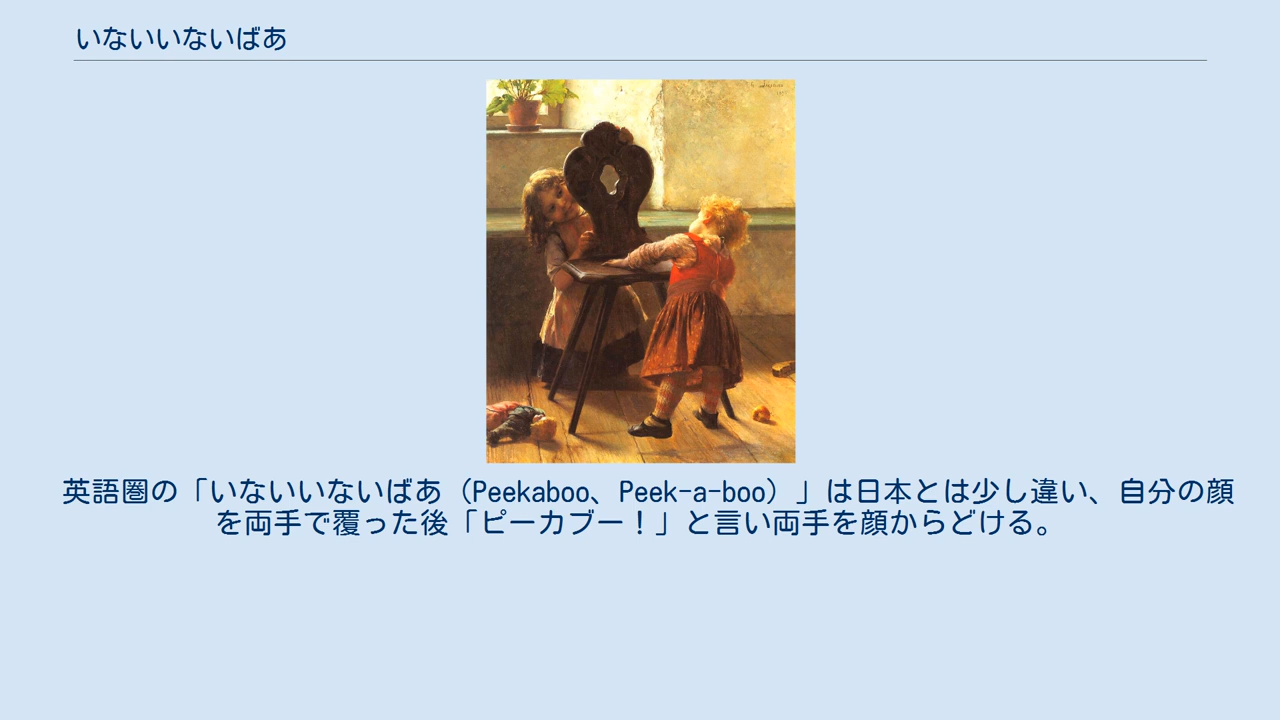 いないいないばあ
英語圏の「いないいないばあ（Peekaboo、Peek-a-boo）」は日本とは少し違い、自分の顔
を両手で覆った後「ピーカブー！」と言い両手を顔からどける。